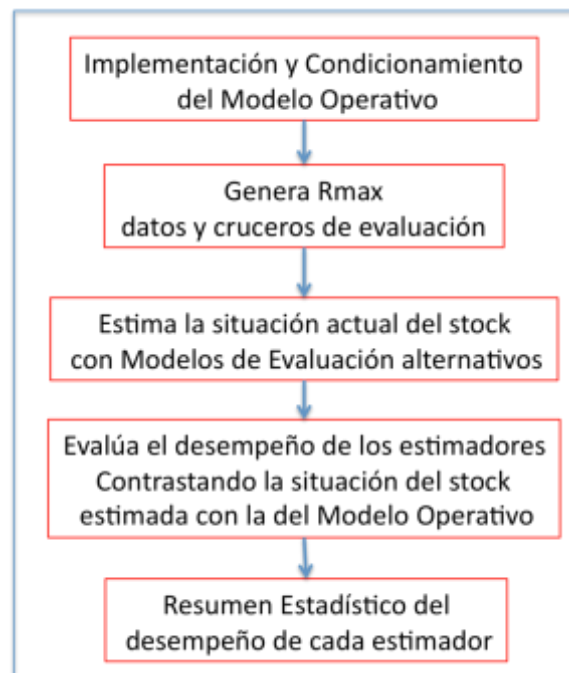 Implementación y Condicionamiento
del Modelo Operativo
Genera Rmax
datos y cruceros de evaluación
Estima la situación actual del stock
con Modelos de Evaluación alternativos
Evalúa el desempeño de los estimadores
Contrastando la situación del stock
estimada con la del Modelo Operativo
Resumen Estadístico del
desempeño de cada estimador